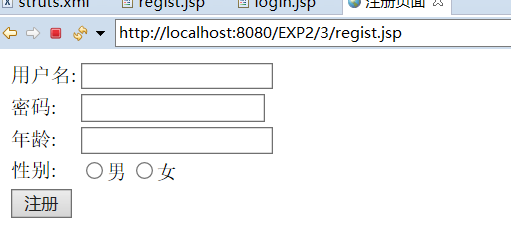 struts.xml regist.jsp login.jsp 注册页面
http://localhost:8080/EXP2/3/regist.jsp
用户名:
密码:
年龄:
性别: 男 女
注册